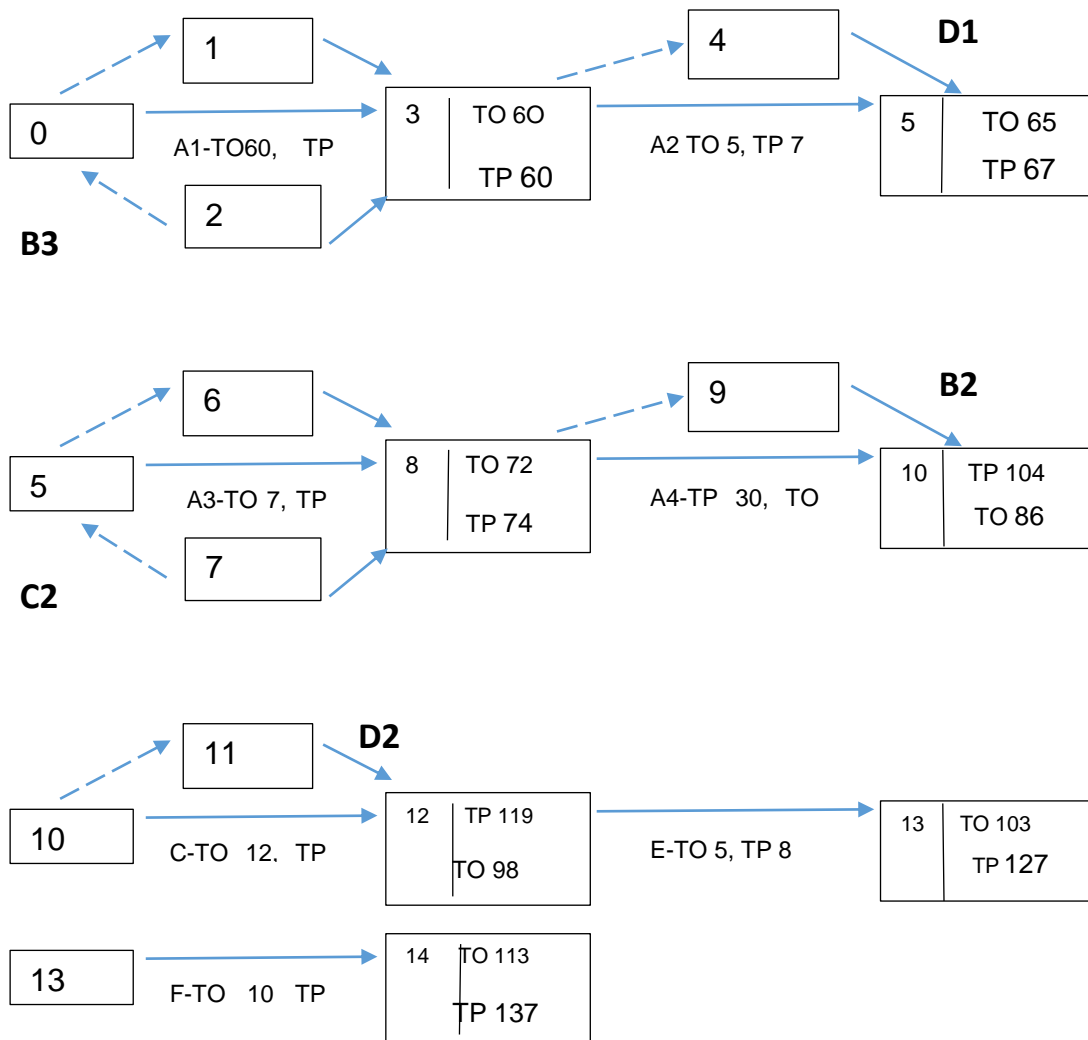 1
4
D1
0
3
TO 6O
TP 60
A1-TO60, TP
A2 TO 5, TP 7
5
TO 65
TP 67
2
B3
6
9
B2
5
8
TO 72
TP 74
A3-TO 7, TP
A4-TP 30, TO
10
TP 104
TO 86
7
C2
11
D2
10
12
TP 119
TO 98
C-TO 12, TP
E-TO 5, TP 8
13
TO 103
TP 127
13
14
TO 113
TP 137
F-TO 10 TP